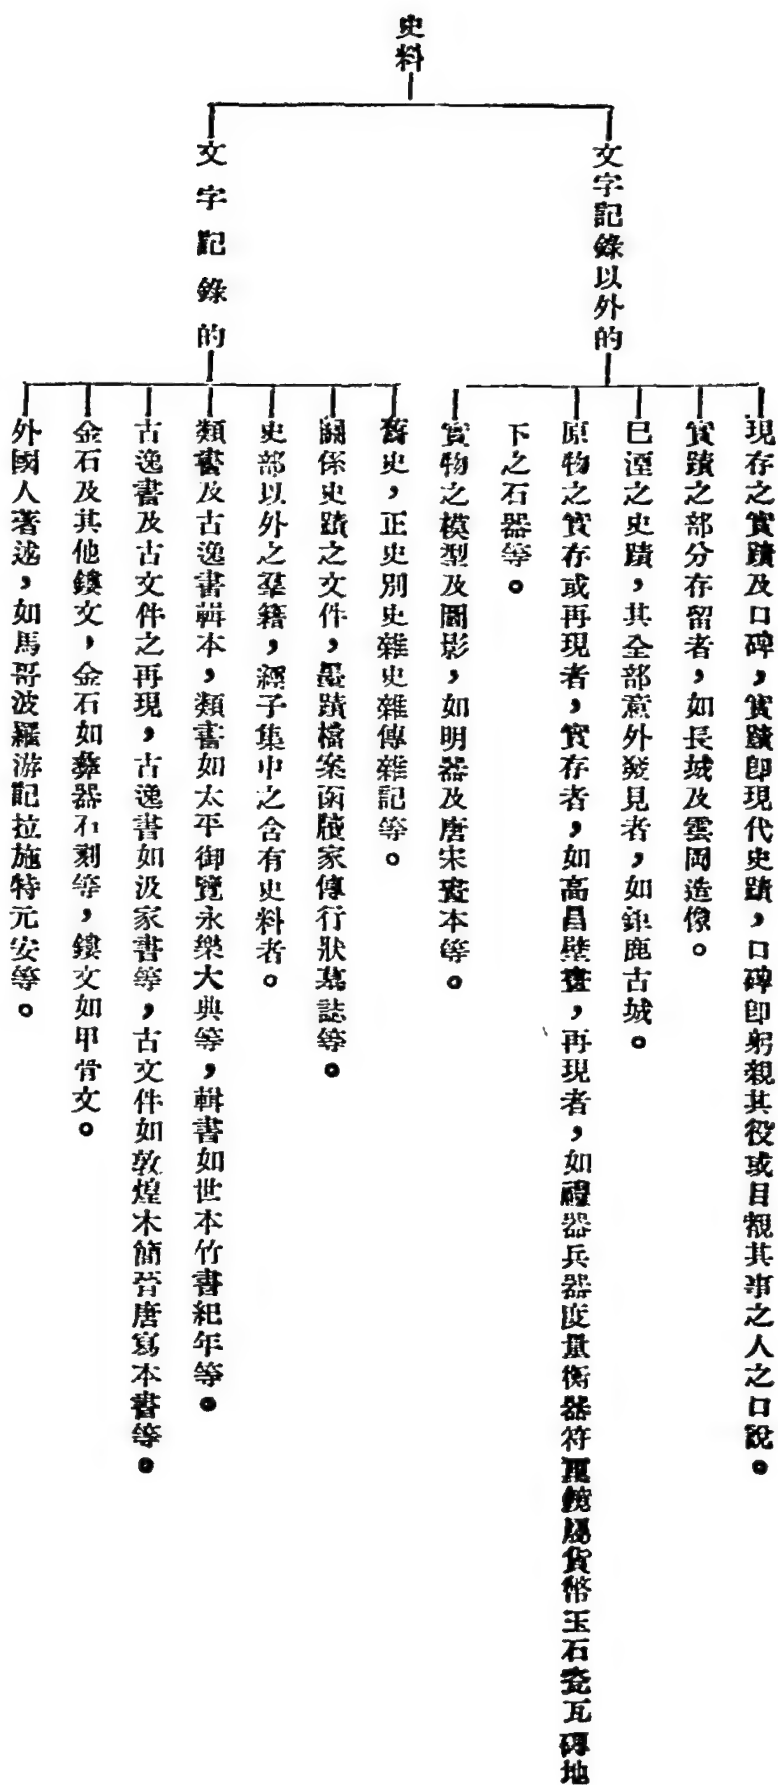 史料
文字記錄以外的
現存之實蹟及口碑，實蹟即現代史蹟，口碑即躬親其役或目覩其事之人之口說。
實蹟之部分存留者，如長城及雲岡造像。
已湮之史蹟，其全部意外發見者，如鉅鹿古城。
原物之實存或再現者，實存者，如高昌壁畫，再現者，如禮器兵器度量衡器符璽鏡屬貨幣玉石瓷瓦磚地
下之石器等。
實物之模型及圖影，如明器及唐宋畫本等。
文字記錄的
舊史，正史別史雜史雜傳雜記等。
關係史蹟之文件，墨蹟檔案函牘家傳行狀墓誌等。
史部以外之羣籍，經子集中之含有史料者。
類書及古逸書輯本，類書如太平御覽永樂大典等，輯書如世本竹書紀年等。
古逸書及古文件之再現，古逸書如汲冢書等，古文件如敦煌木簡晉唐寫本書等。
金石及其他鏤文，金石如彝器石刻等，鏤文如甲骨文。
外國人著述，如馬哥波羅游記拉施特元安等。